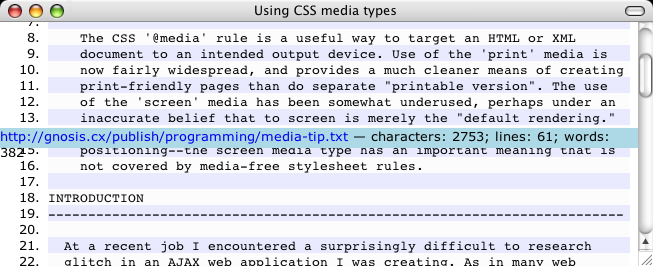 Using CSS media types
7.
8. The CSS '@media' rule is a useful way to target an HTML or XML
9. document to an intended output device. Use of the 'print' media is
10. now fairly widespread, and provides a much cleaner means of creating
11. print-friendly pages than do separate "printable version". The use
12. of the 'screen' media has been somewhat underused, perhaps under an
13. inaccurate belief that to screen is merely the "default rendering."
http://gnosis.cx/publish/programming/media-tip.txt — characters: 2753; lines: 61; words:
382
15. positioning--the screen media type has an important meaning that is
16. not covered by media-free stylesheet rules.
17.
18. INTRODUCTION
19. ------------------------------------------------------------------------
20.
21. At a recent job I encountered a surprisingly difficult to research
22. glitch in an AJAX web application I was creating. As in many web